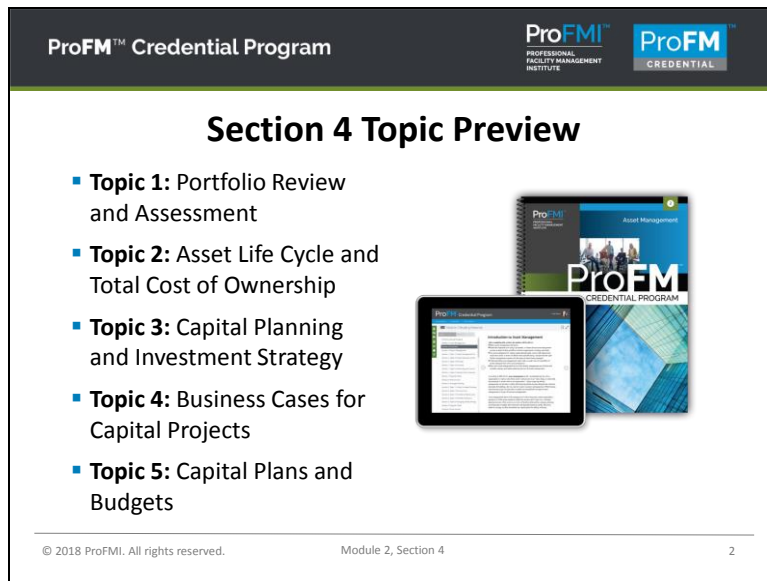 ProFM™ Credential Program
ProFMI™
PROFESSIONAL
FACILITY MANAGEMENT
INSTITUTE
ProFM™
CREDENTIAL
Section 4 Topic Preview
▪ Topic 1: Portfolio Review
and Assessment
▪ Topic 2: Asset Life Cycle and
Total Cost of Ownership
▪ Topic 3: Capital Planning
and Investment Strategy
▪ Topic 4: Business Cases for
Capital Projects
▪ Topic 5: Capital Plans and
Budgets
ProFMI
Asset Management
ProFM
CREDENTIAL PROGRAM
ProFM Credential Program
Introduction to Asset Management
© 2018 ProFMI. All rights reserved.
Module 2, Section 4
2